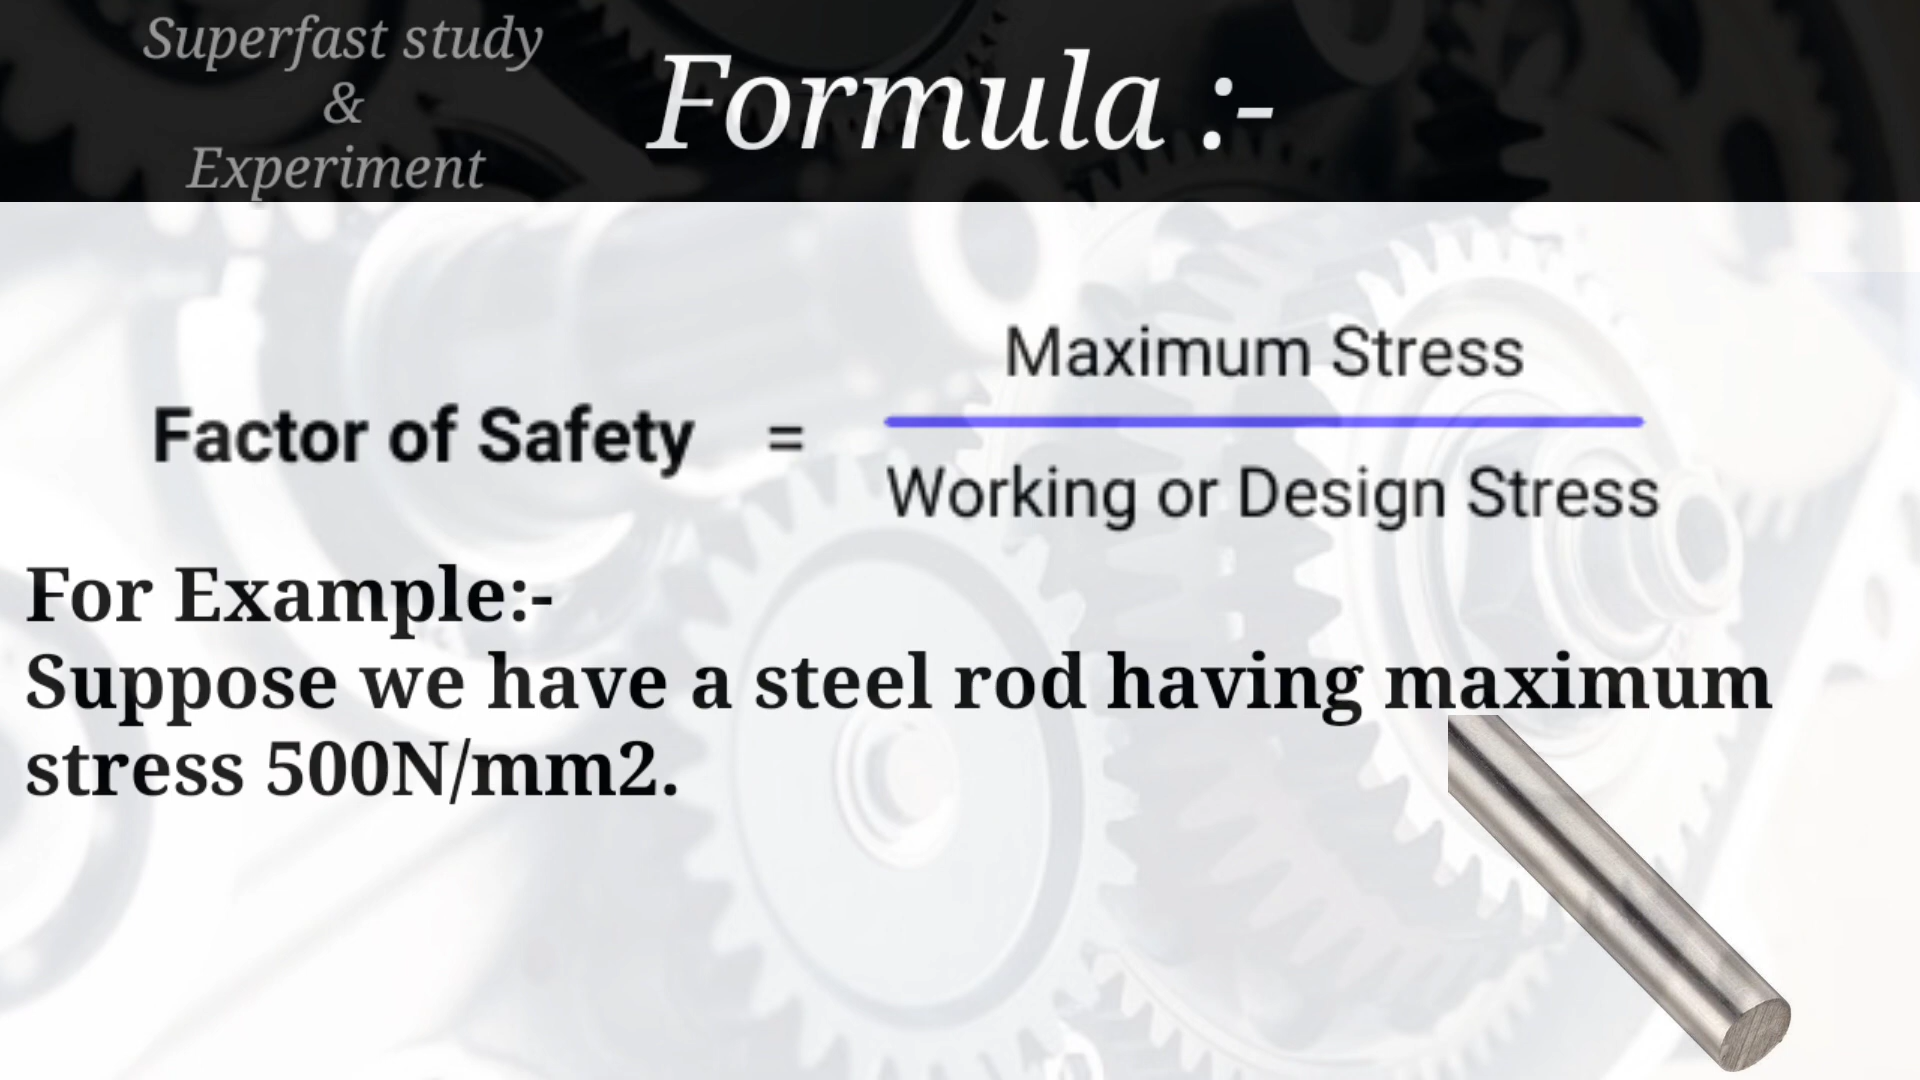 Superfast study
&
Experiment
Formula :-
Maximum Stress
Factor of Safety =
Working or Design Stress
For Example:-
Suppose we have a steel rod having maximum
stress 500N/mm2.